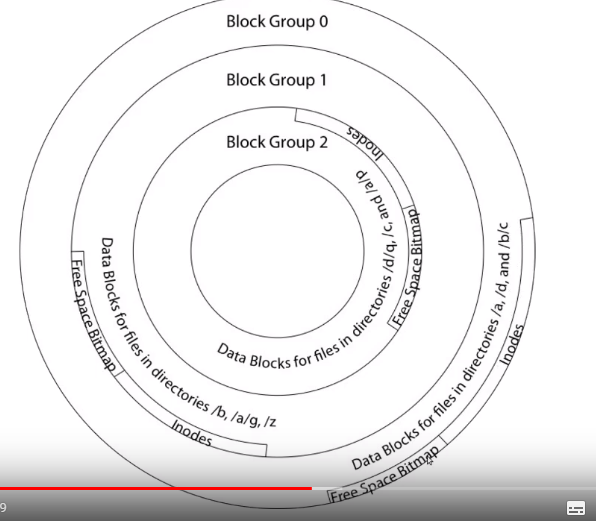 Block Group 0
Block Group 1
Block Group 2
Inodes
Free Space Bitmap
Data Blocks for files in directories /d/q, /c, and /a/p
Free Space Bitmap
Inodes
Data Blocks for files in directories /b, /a/g, /z
Data Blocks for files in directories /a, /d, and /b/c
Inodes
Free Space Bitmap
9